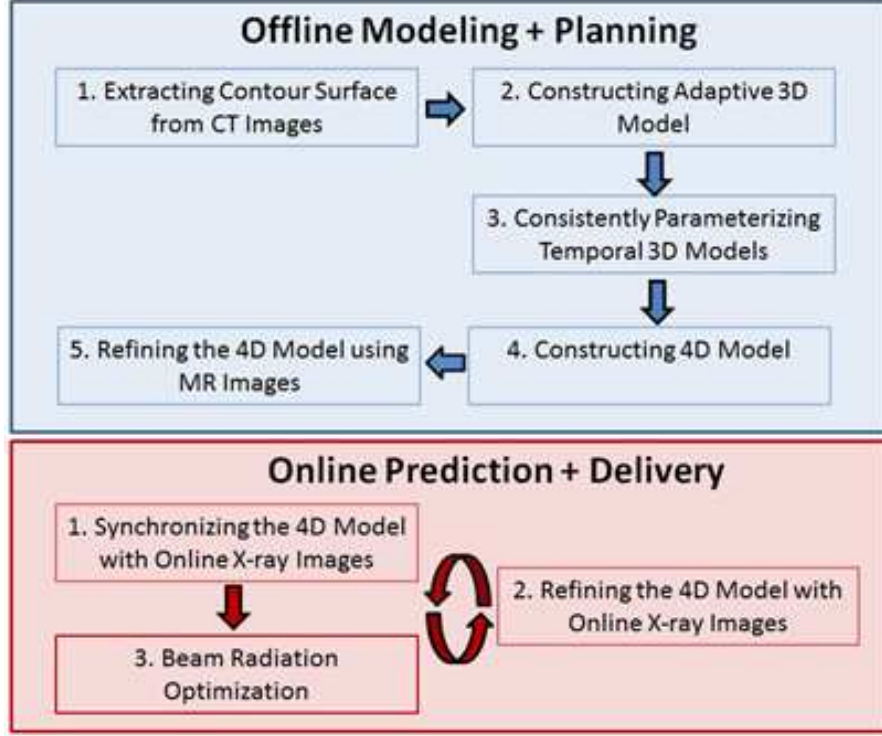 Offline Modeling + Planning
1. Extracting Contour Surface
from CT Images
2. Constructing Adaptive 3D
Model
3. Consistently Parameterizing
Temporal 3D Models
4. Constructing 4D Model
5. Refining the 4D Model using
MR Images
Online Prediction + Delivery
1. Synchronizing the 4D Model
with Online X-ray Images
2. Refining the 4D Model with
Online X-ray Images
3. Beam Radiation
Optimization